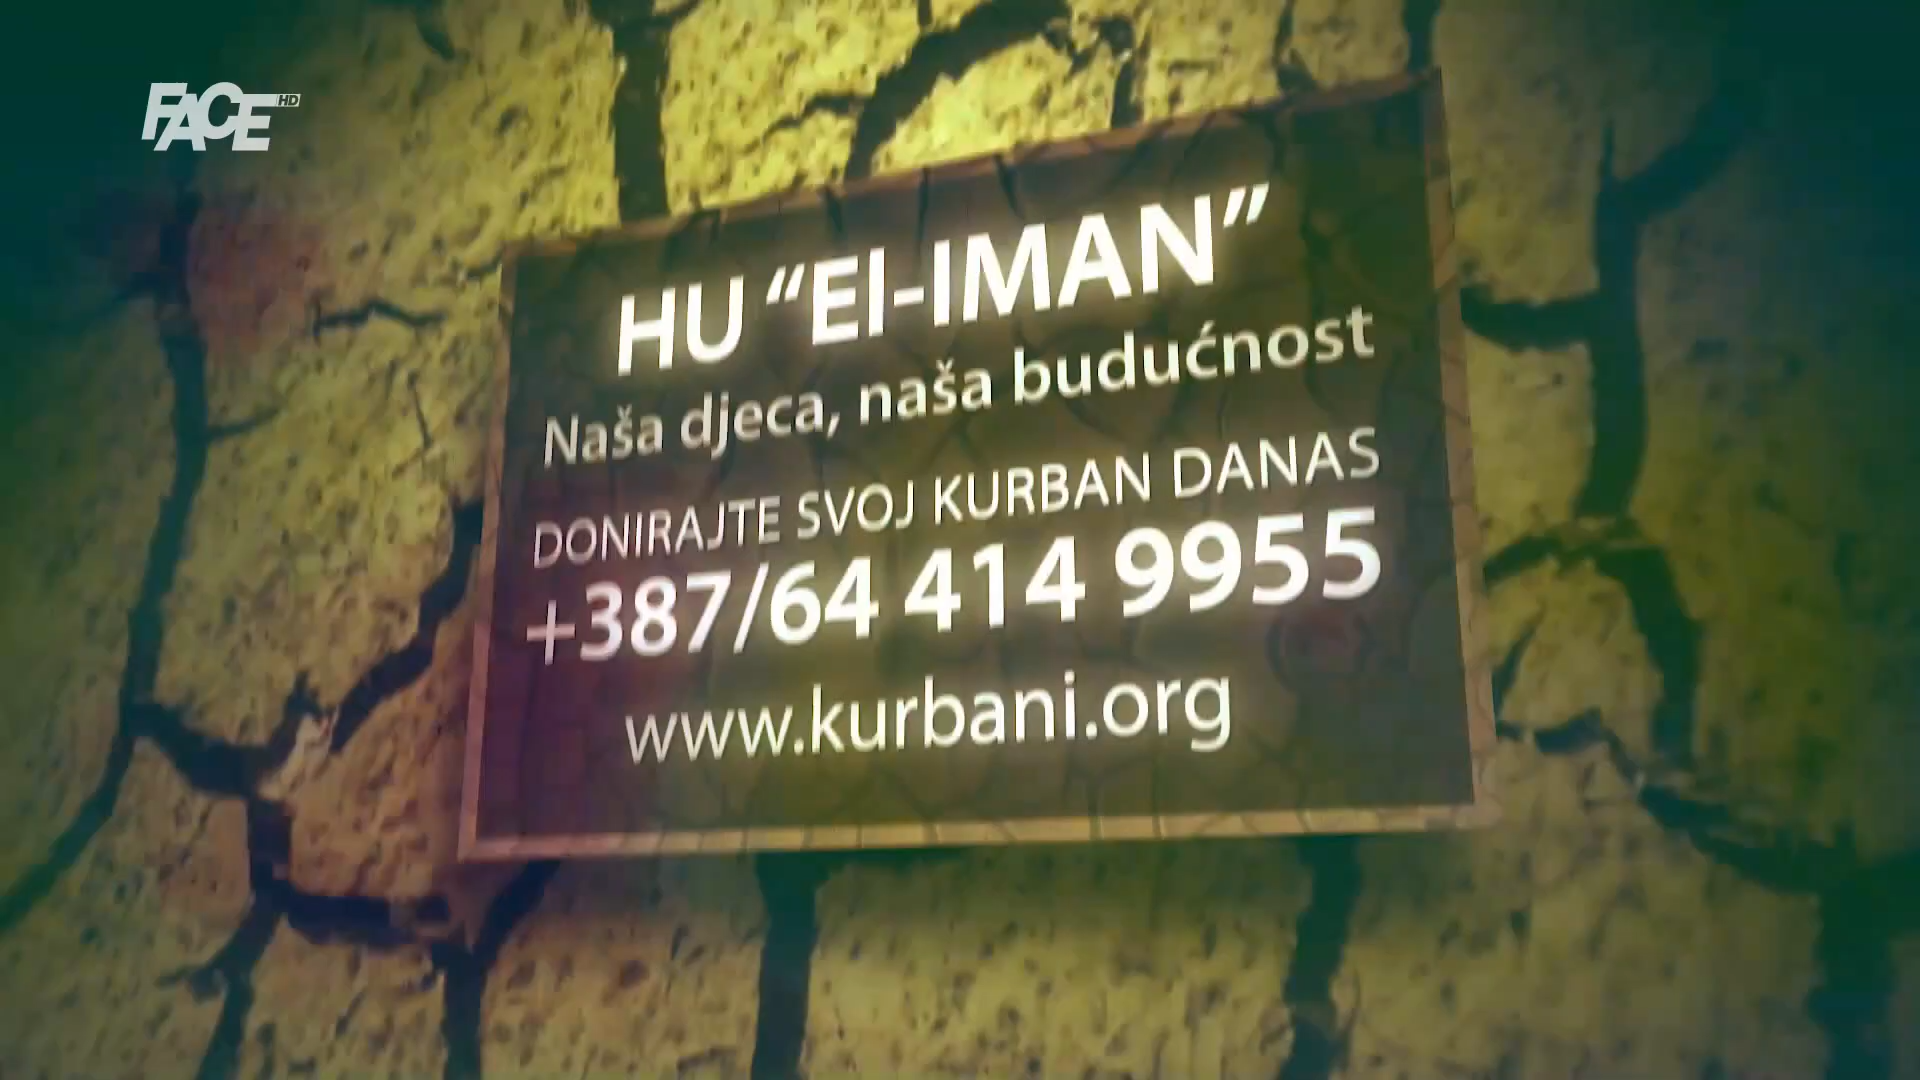 FACE HD
HU “El-IMAN”
Naša djeca, naša budućnost
DONIRAJTE SVOJ KURBAN DANAS
+387/64 414 9955
www.kurbani.org